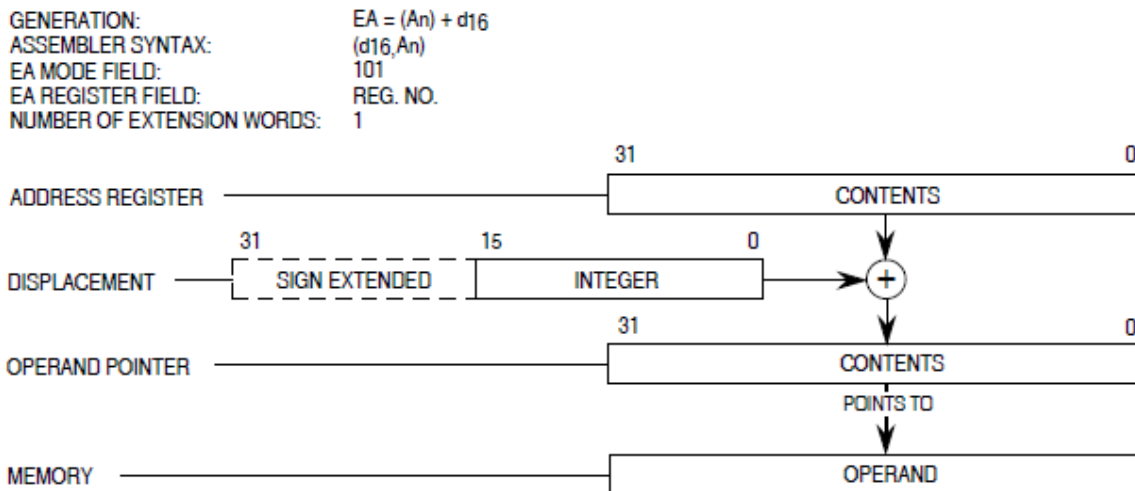 GENERATION: EA = (An) + d16
ASSEMBLER SYNTAX: (d16,An)
EA MODE FIELD: 101
EA REGISTER FIELD: REG. NO.
NUMBER OF EXTENSION WORDS: 1
31 0
ADDRESS REGISTER CONTENTS
31 15 0
DISPLACEMENT SIGN EXTENDED INTEGER +
31 0
OPERAND POINTER CONTENTS
POINTS TO
MEMORY OPERAND